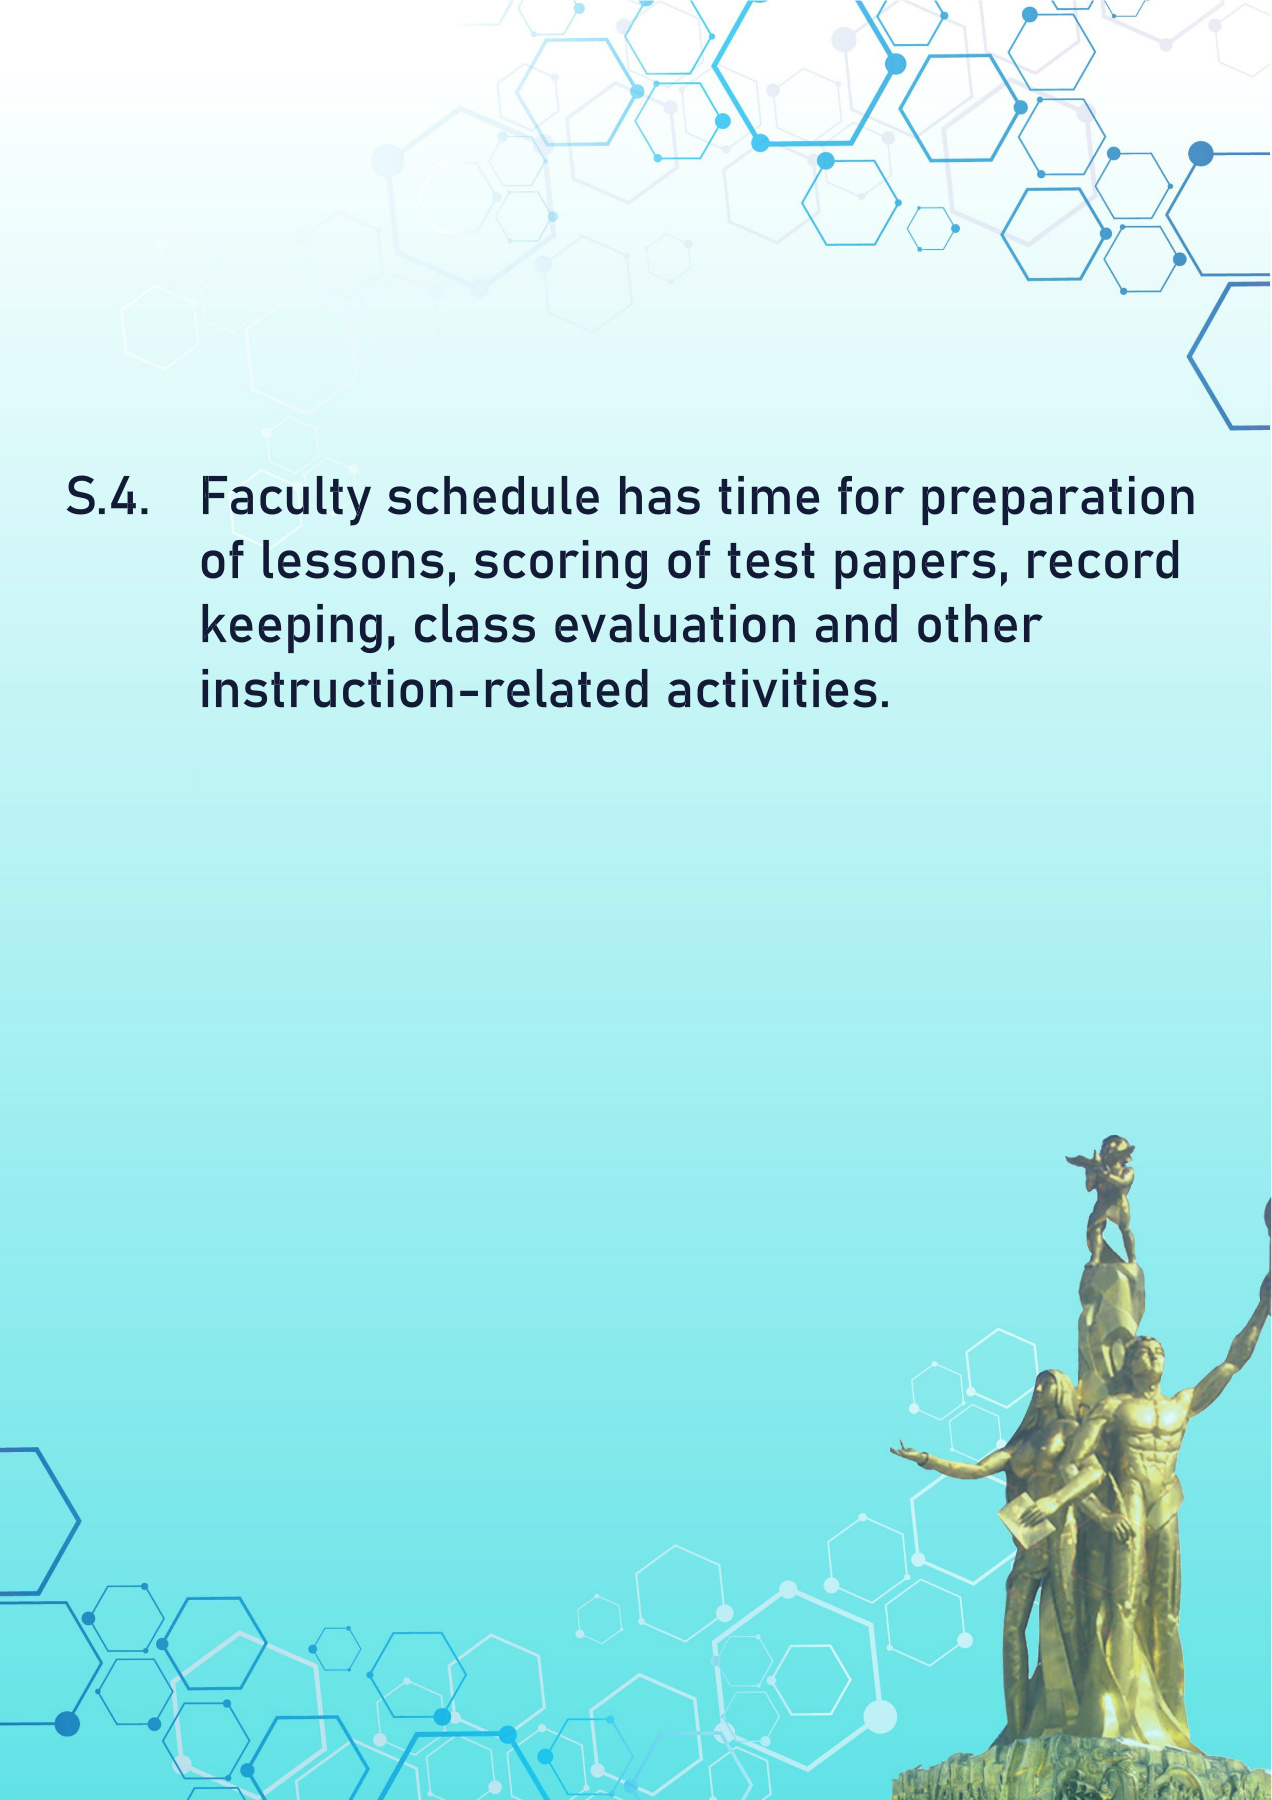 S.4. Faculty schedule has time for preparation
of lessons, scoring of test papers, record
keeping, class evaluation and other
instruction-related activities.